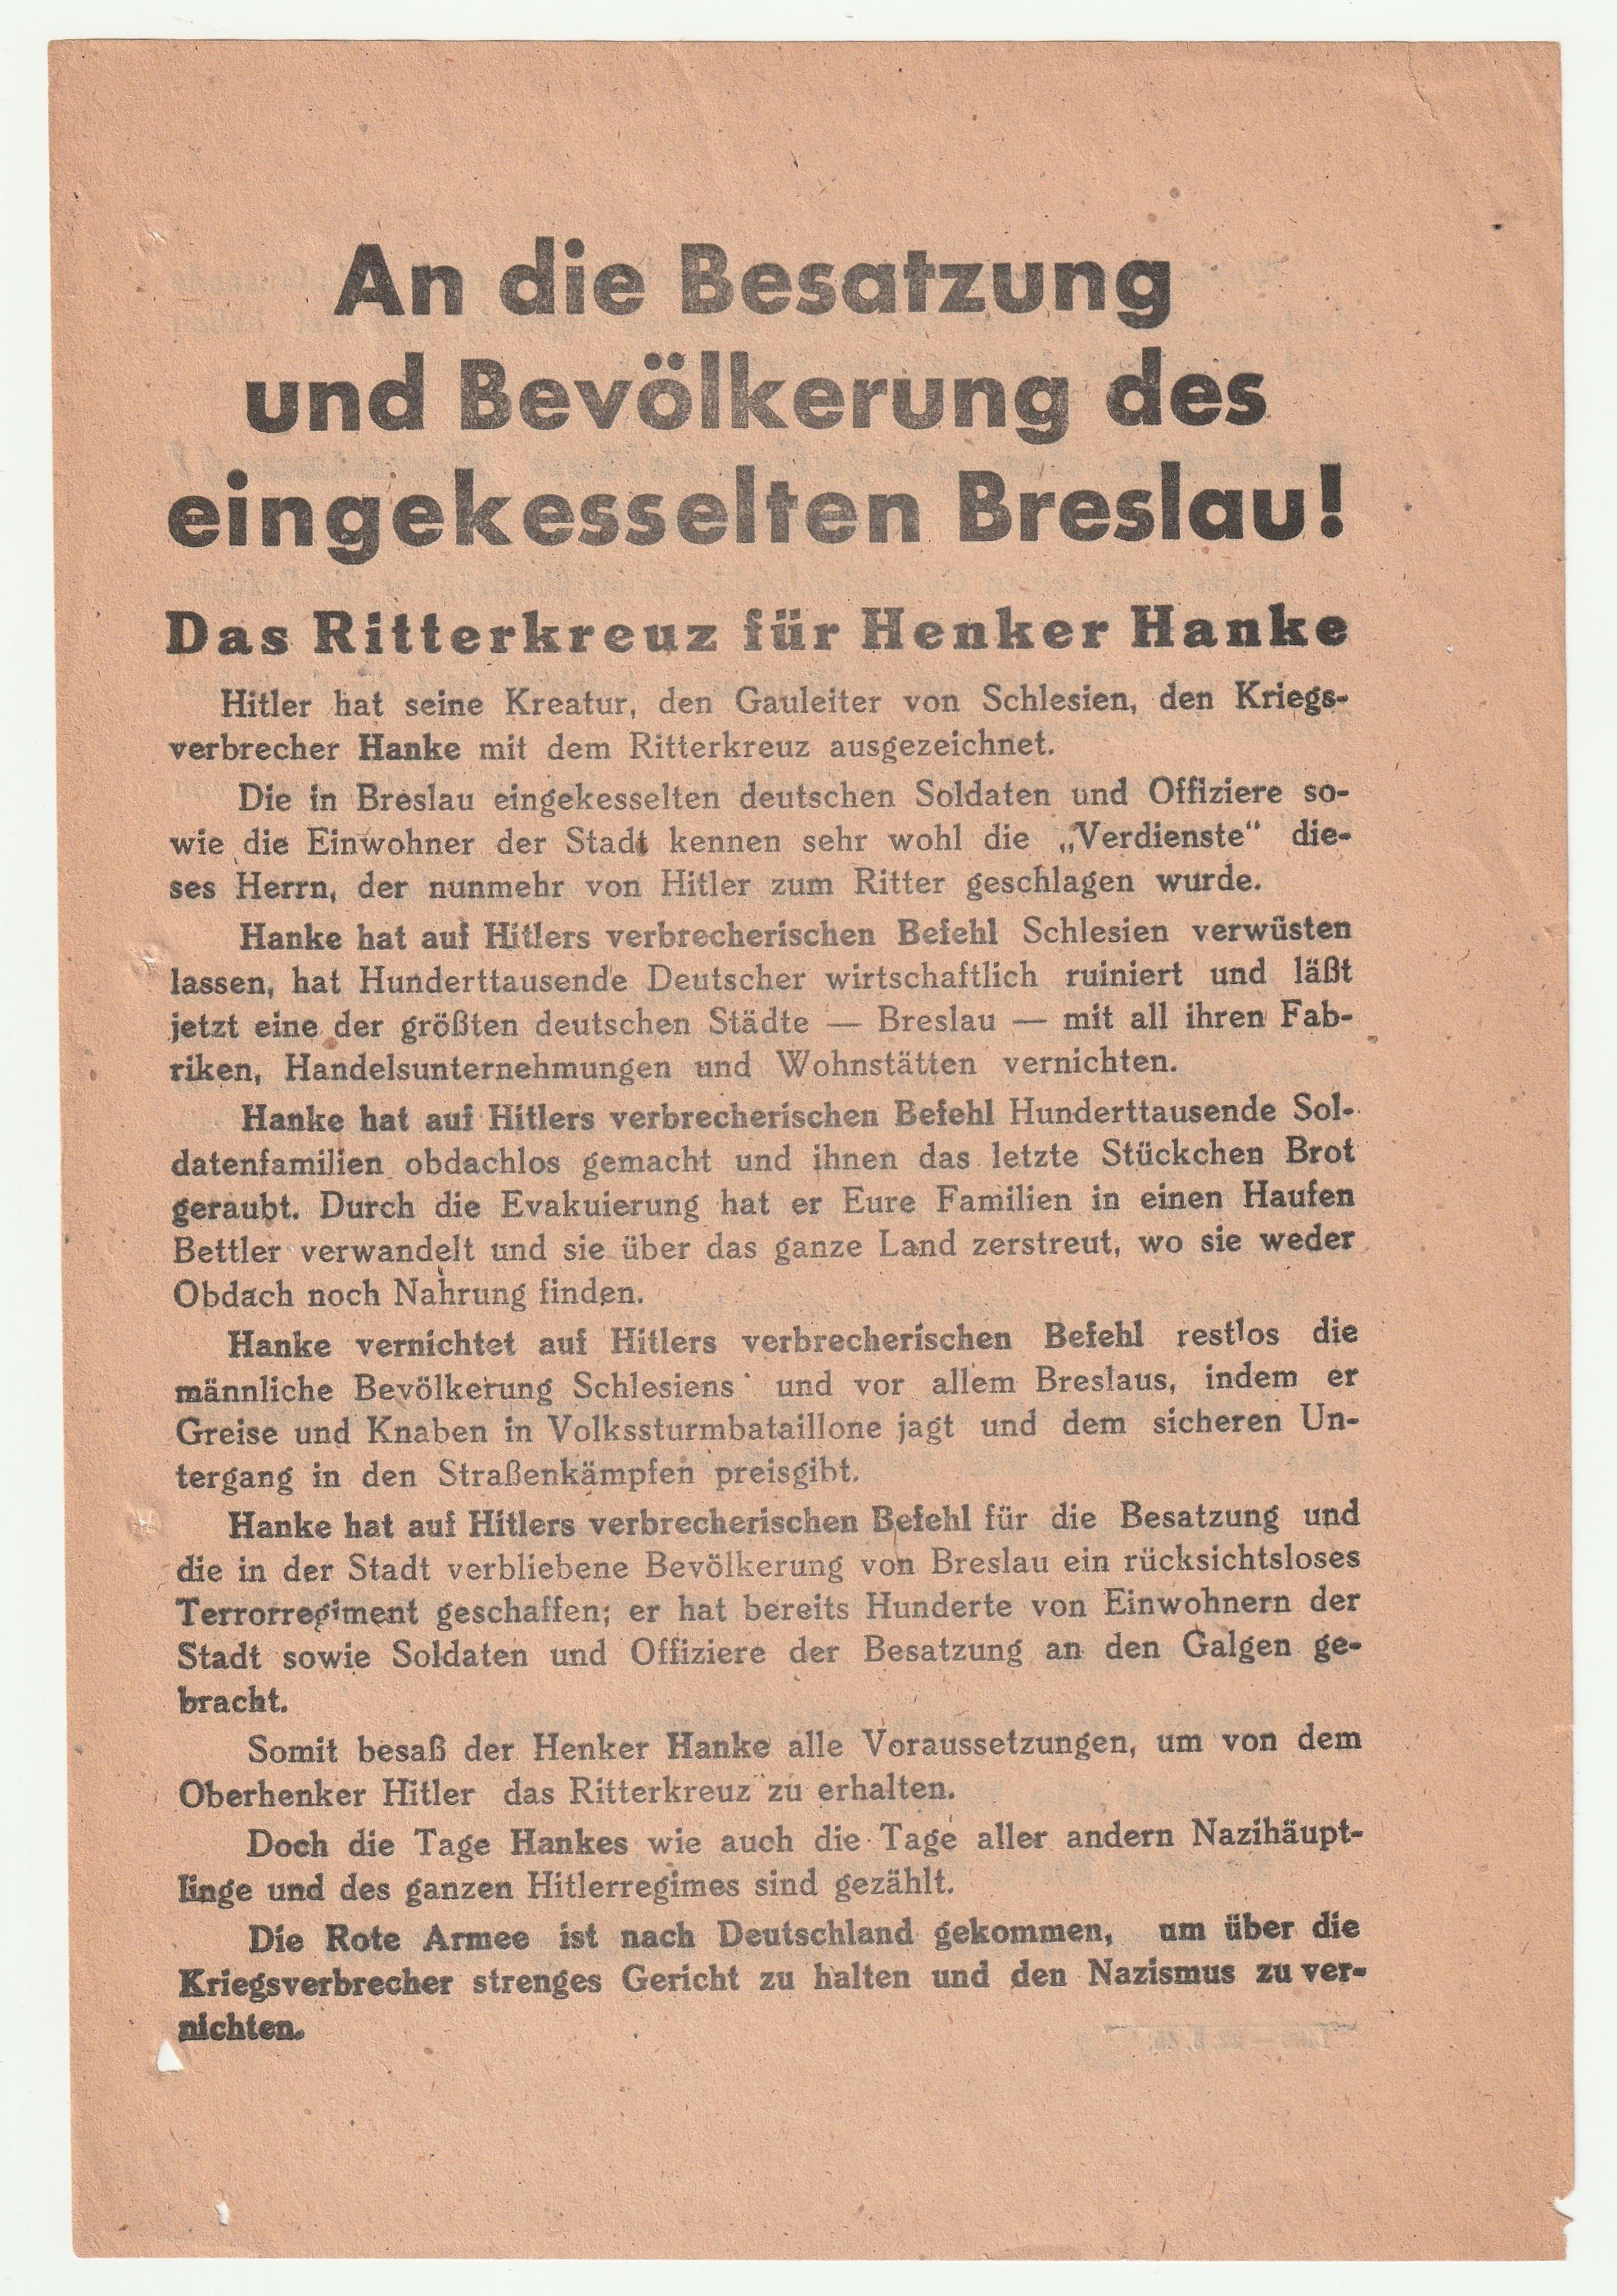 An die Besatzung
und Bevölkerung des
eingekesselten Breslau!
Das Ritterkreuz für Henker Hanke
Hitler hat seine Kreatur, den Gauleiter von Schlesien, den Kriegs-
verbrecher Hanke mit dem Ritterkreuz ausgezeichnet.
Die in Breslau eingekesselten deutschen Soldaten und Offiziere so-
wie die Einwohner der Stadt kennen sehr wohl die „Verdienste“ die-
ses Herrn, der nunmehr von Hitler zum Ritter geschlagen wurde.
Hanke hat auf Hitlers verbrecherischen Befehl Schlesien verwüsten
lassen, hat Hunderttausende Deutscher wirtschaftlich ruiniert und läßt
jetzt eine der größten deutschen Städte — Breslau — mit all ihren Fab-
riken, Handelsunternehmungen und Wohnstätten vernichten.
Hanke hat auf Hitlers verbrecherischen Befehl Hunderttausende Sol-
datenfamilien obdachlos gemacht und ihnen das letzte Stückchen Brot
geraubt. Durch die Evakuierung hat er Eure Familien in einen Haufen
Bettler verwandelt und sie über das ganze Land zerstreut, wo sie weder
Obdach noch Nahrung finden.
Hanke vernichtet auf Hitlers verbrecherischen Befehl restlos die
männliche Bevölkerung Schlesiens und vor allem Breslaus, indem er
Greise und Knaben in Volkssturmbataillone jagt und dem sicheren Un-
tergang in den Straßenkämpfen preisgibt.
Hanke hat auf Hitlers verbrecherischen Befehl für die Besatzung und
die in der Stadt verbliebene Bevölkerung von Breslau ein rücksichtsloses
Terrorregiment geschaffen; er hat bereits Hunderte von Einwohnern der
Stadt sowie Soldaten und Offiziere der Besatzung an den Galgen ge-
bracht.
Somit besaß der Henker Hanke alle Voraussetzungen, um von dem
Oberhenker Hitler das Ritterkreuz zu erhalten.
Doch die Tage Hankes wie auch die Tage aller andern Nazihäupt-
linge und des ganzen Hitlerregimes sind gezählt.
Die Rote Armee ist nach Deutschland gekommen, um über die
Kriegsverbrecher strenges Gericht zu halten und den Nazismus zu ver-
nichten.